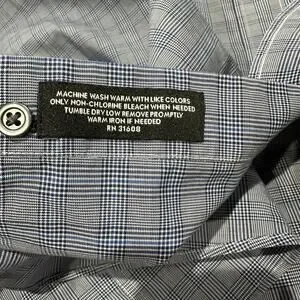 MACHINE WASH WARM WITH LIKE COLORS
ONLY NON-CHLORINE BLEACH WHEN NEEDED
TUMBLE DRY LOW REMOVE PROMPTLY
WARM IRON IF NEEDED
RN 31608